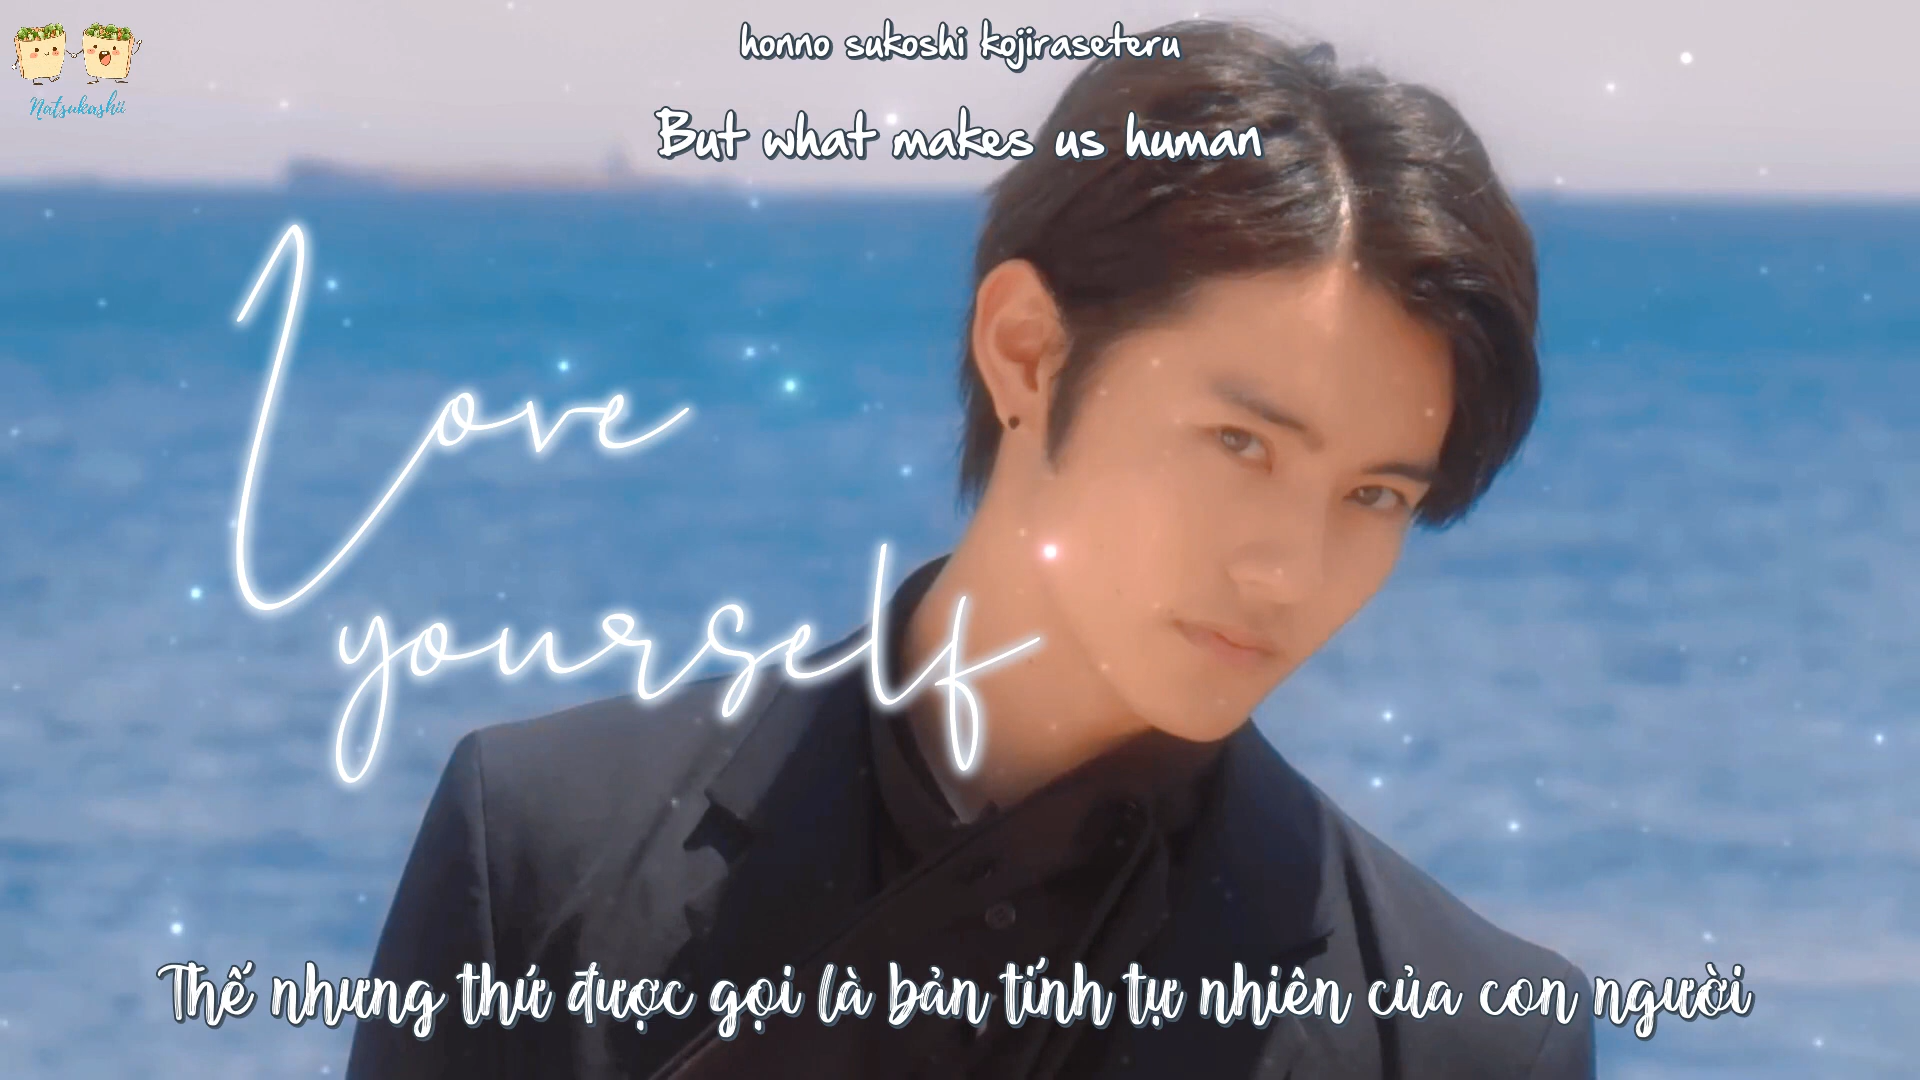 honno sukoshi kojiraseteru
Natsukashii
But what makes us human
Love
yourself
Thế nhưng thứ được gọi là bản tính tự nhiên của con người